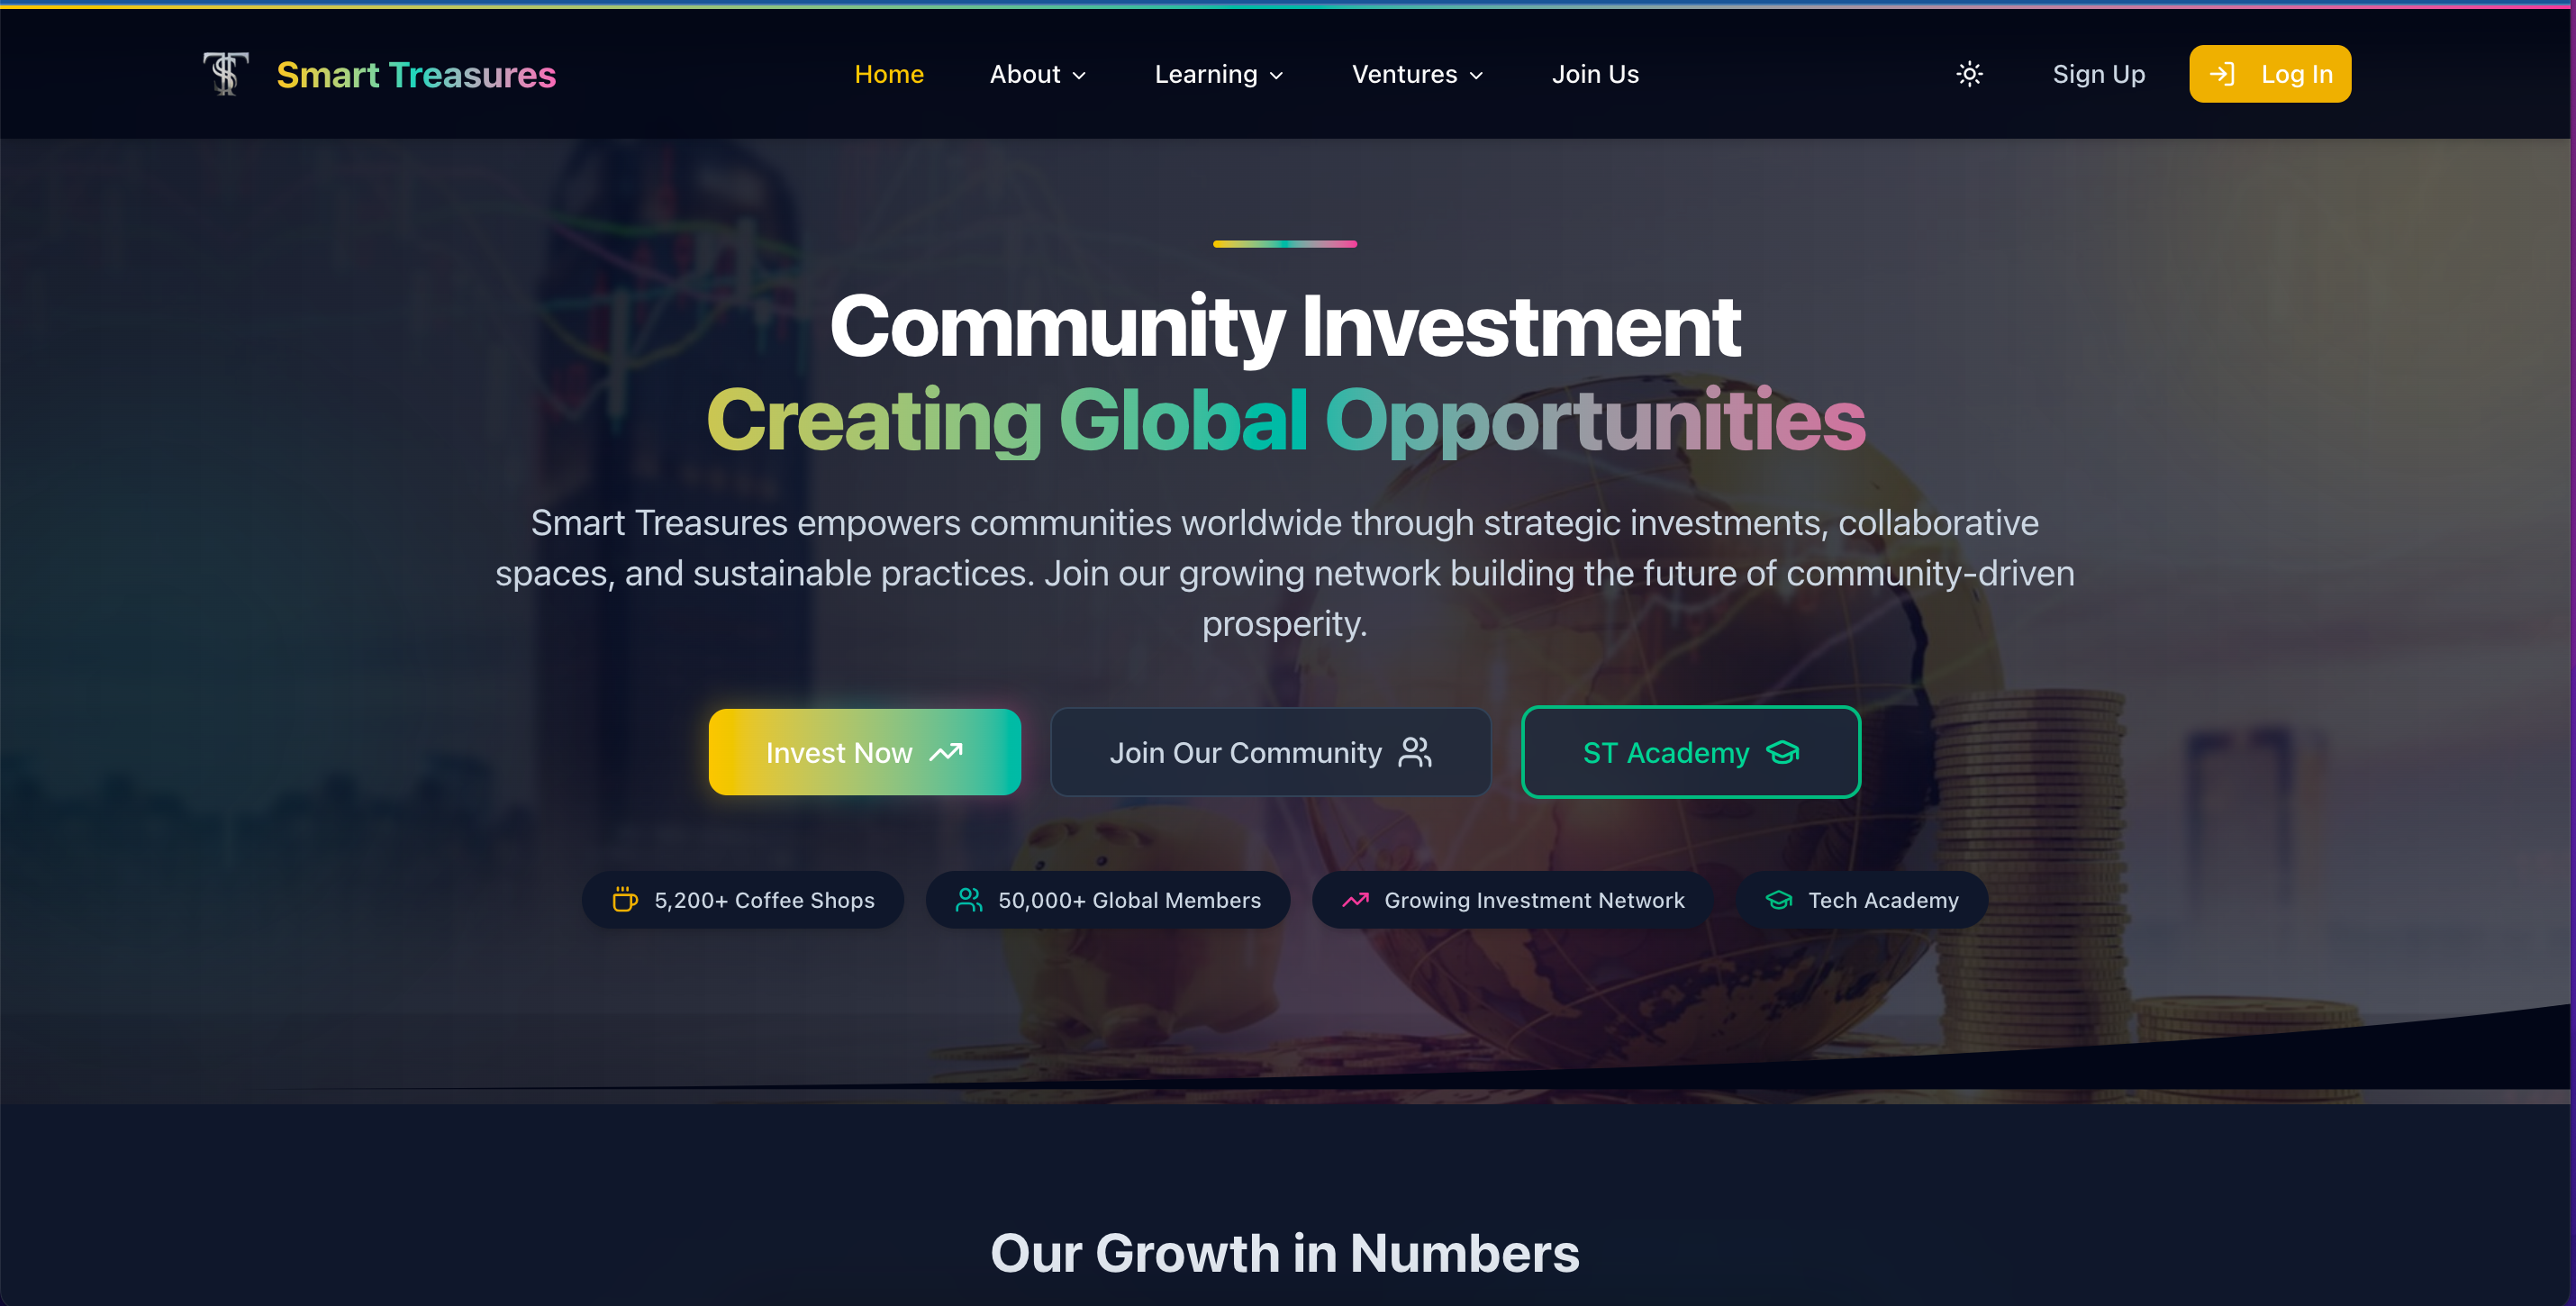 Smart Treasures
Home
About
Learning
Ventures
Join Us
Sign Up
Log In
Community Investment
Creating Global Opportunities
Smart Treasures empowers communities worldwide through strategic investments, collaborative
spaces, and sustainable practices. Join our growing network building the future of community-driven
prosperity.
Invest Now
Join Our Community
ST Academy
5,200+ Coffee Shops
50,000+ Global Members
Growing Investment Network
Tech Academy
Our Growth in Numbers